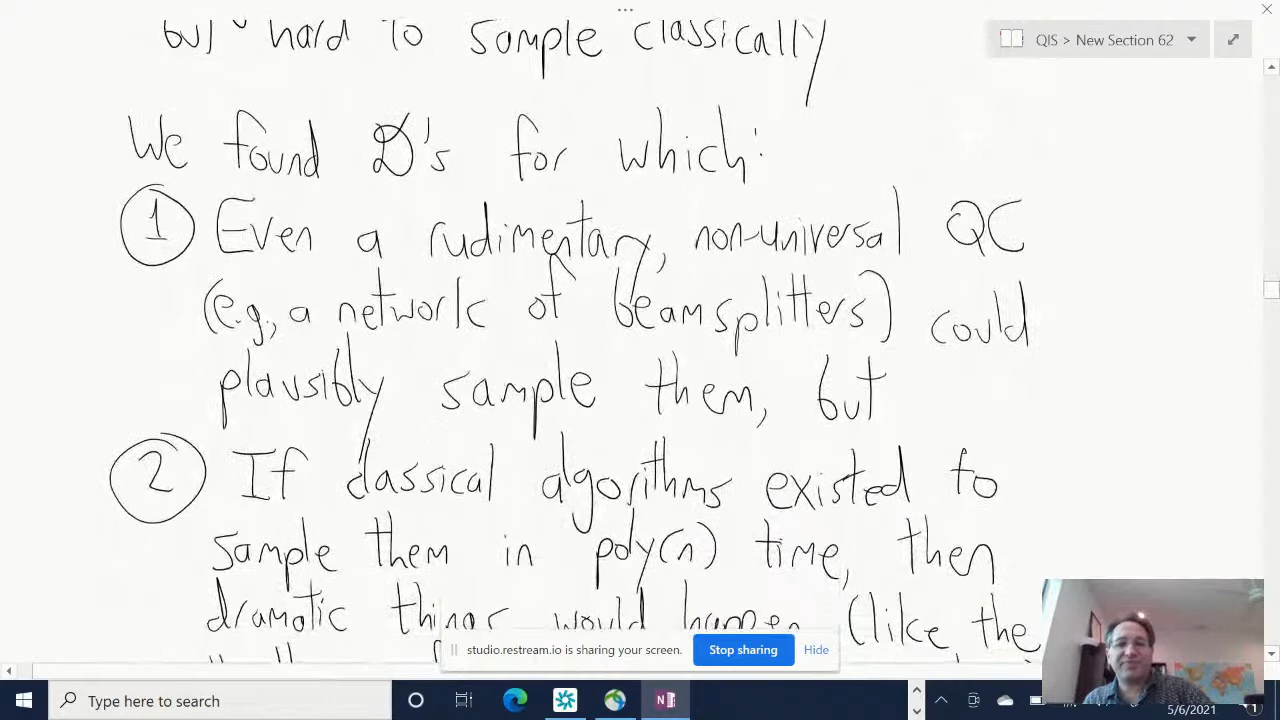 but hard to sample classically
QIS > New Section 62
We found D's for which:
1 Even a rudimentary, non-universal QC
(e.g., a network of beamsplitters) could
plausibly sample them, but
2 If classical algorithms existed to
sample them in poly(n) time, then
dramatic things would happen (like the
studio.restream.io is sharing your screen.
Stop sharing
Hide
Type here to search
5/6/2021
1